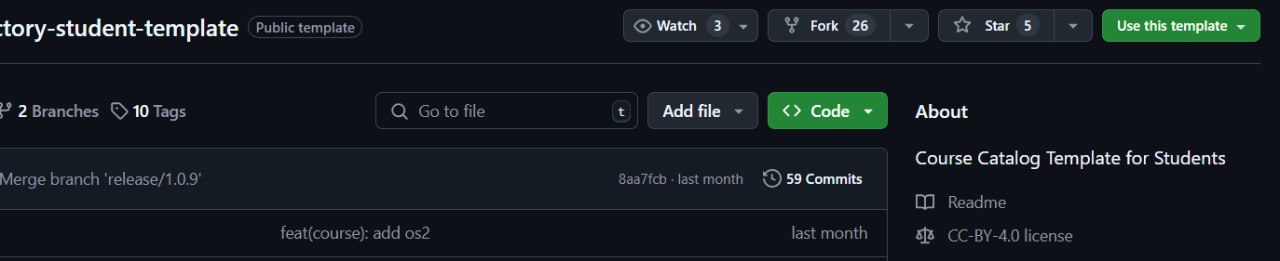 ctory-student-template Public template Watch 3 Fork 26 Star 5 Use this template
2 Branches 10 Tags Go to file t Add file Code About
Course Catalog Template for Students
Merge branch 'release/1.0.9' 8aa7fcb · last month 59 Commits
Readme
feat(course): add os2 last month CC-BY-4.0 license